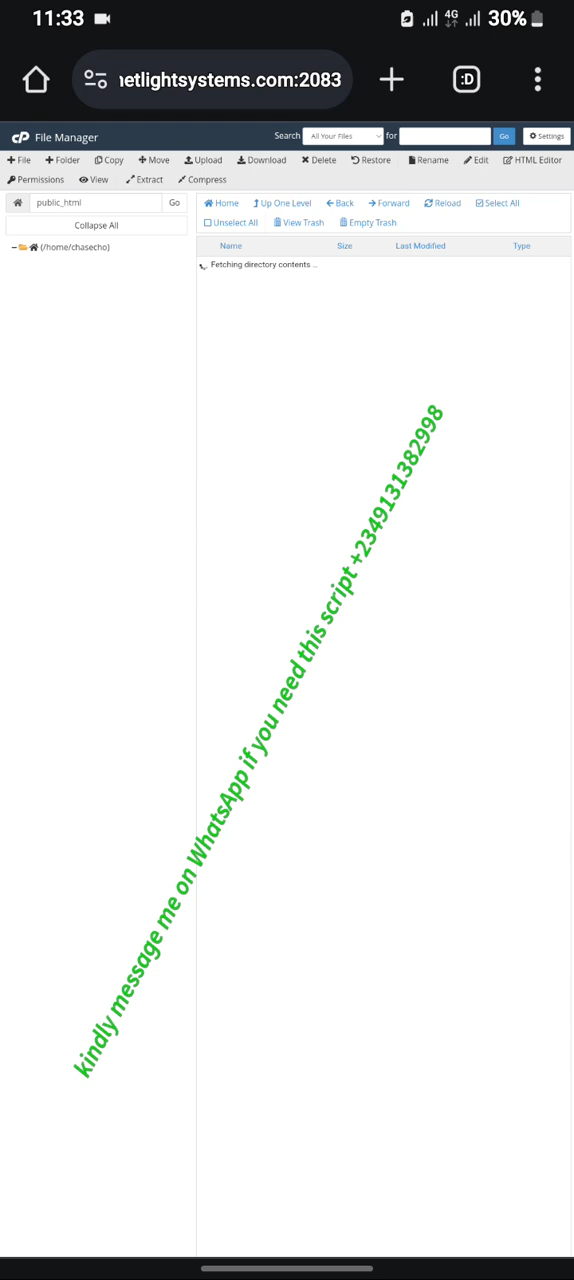 11:33
4G
30%
netlightsystems.com:2083
:D
cP File Manager
Search All Your Files for Go Settings
File Folder Copy Move Upload Download Delete Restore Rename Edit HTML Editor
Permissions View Extract Compress
public_html Go
Collapse All
(/home/chasecho)
Home Up One Level Back Forward Reload Select All
Unselect All View Trash Empty Trash
Name Size Last Modified Type
Fetching directory contents ...
kindly message me on WhatsApp if you need this script +2349131382998